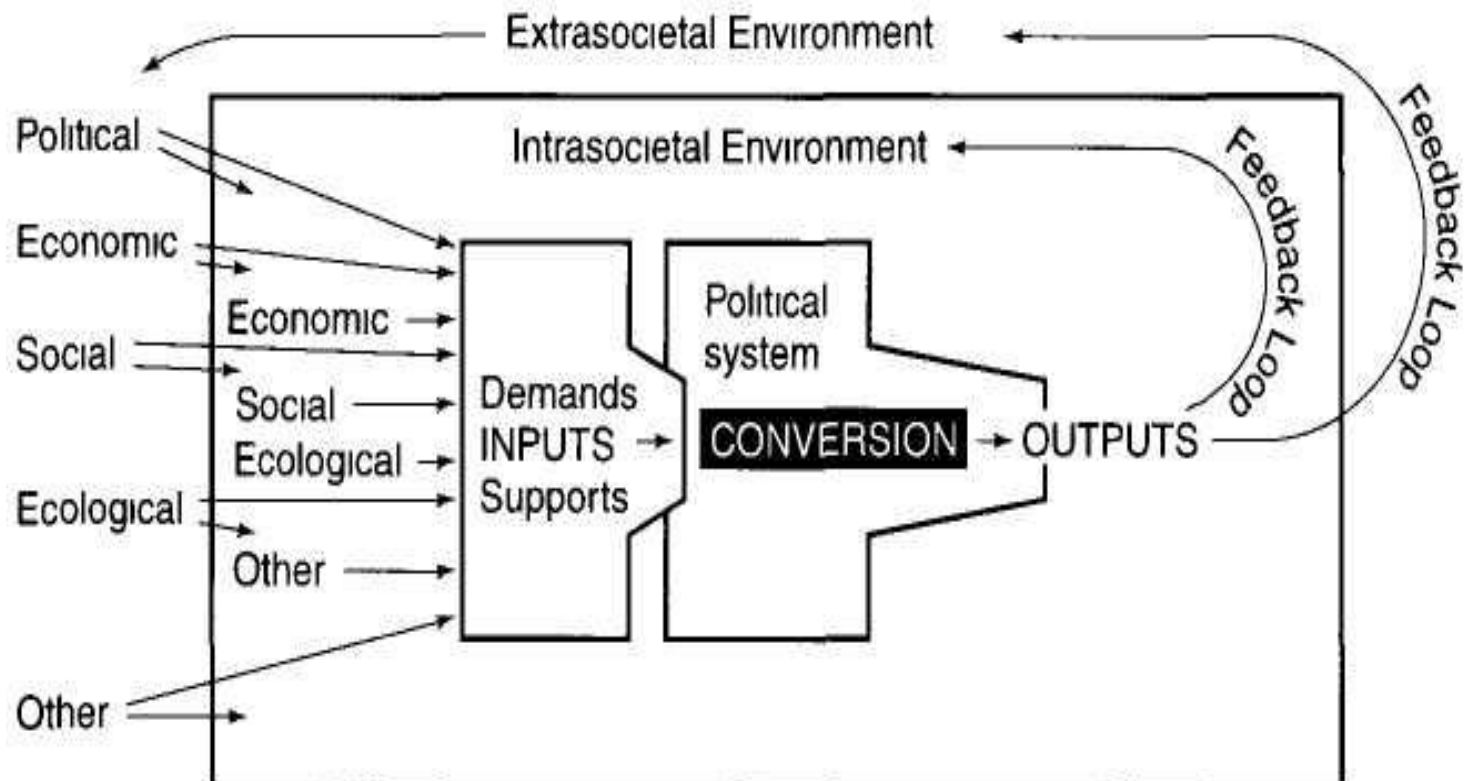 Extrasocietal Environment
Feedback Loop
Intrasocietal Environment
Feedback Loop
Political
Economic
Social
Ecological
Other
Economic
Social
Ecological
Other
Demands
INPUTS
Supports
Political
system
CONVERSION
OUTPUTS